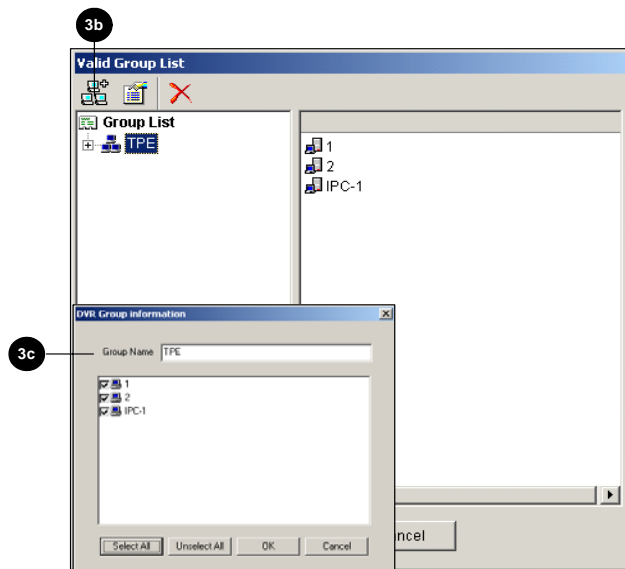 3b
Valid Group List
Group List
TPE
1
2
IPC-1
DVR Group information
3c
Group Name TPE
1
2
IPC-1
Select All Unselect All OK Cancel
ncel